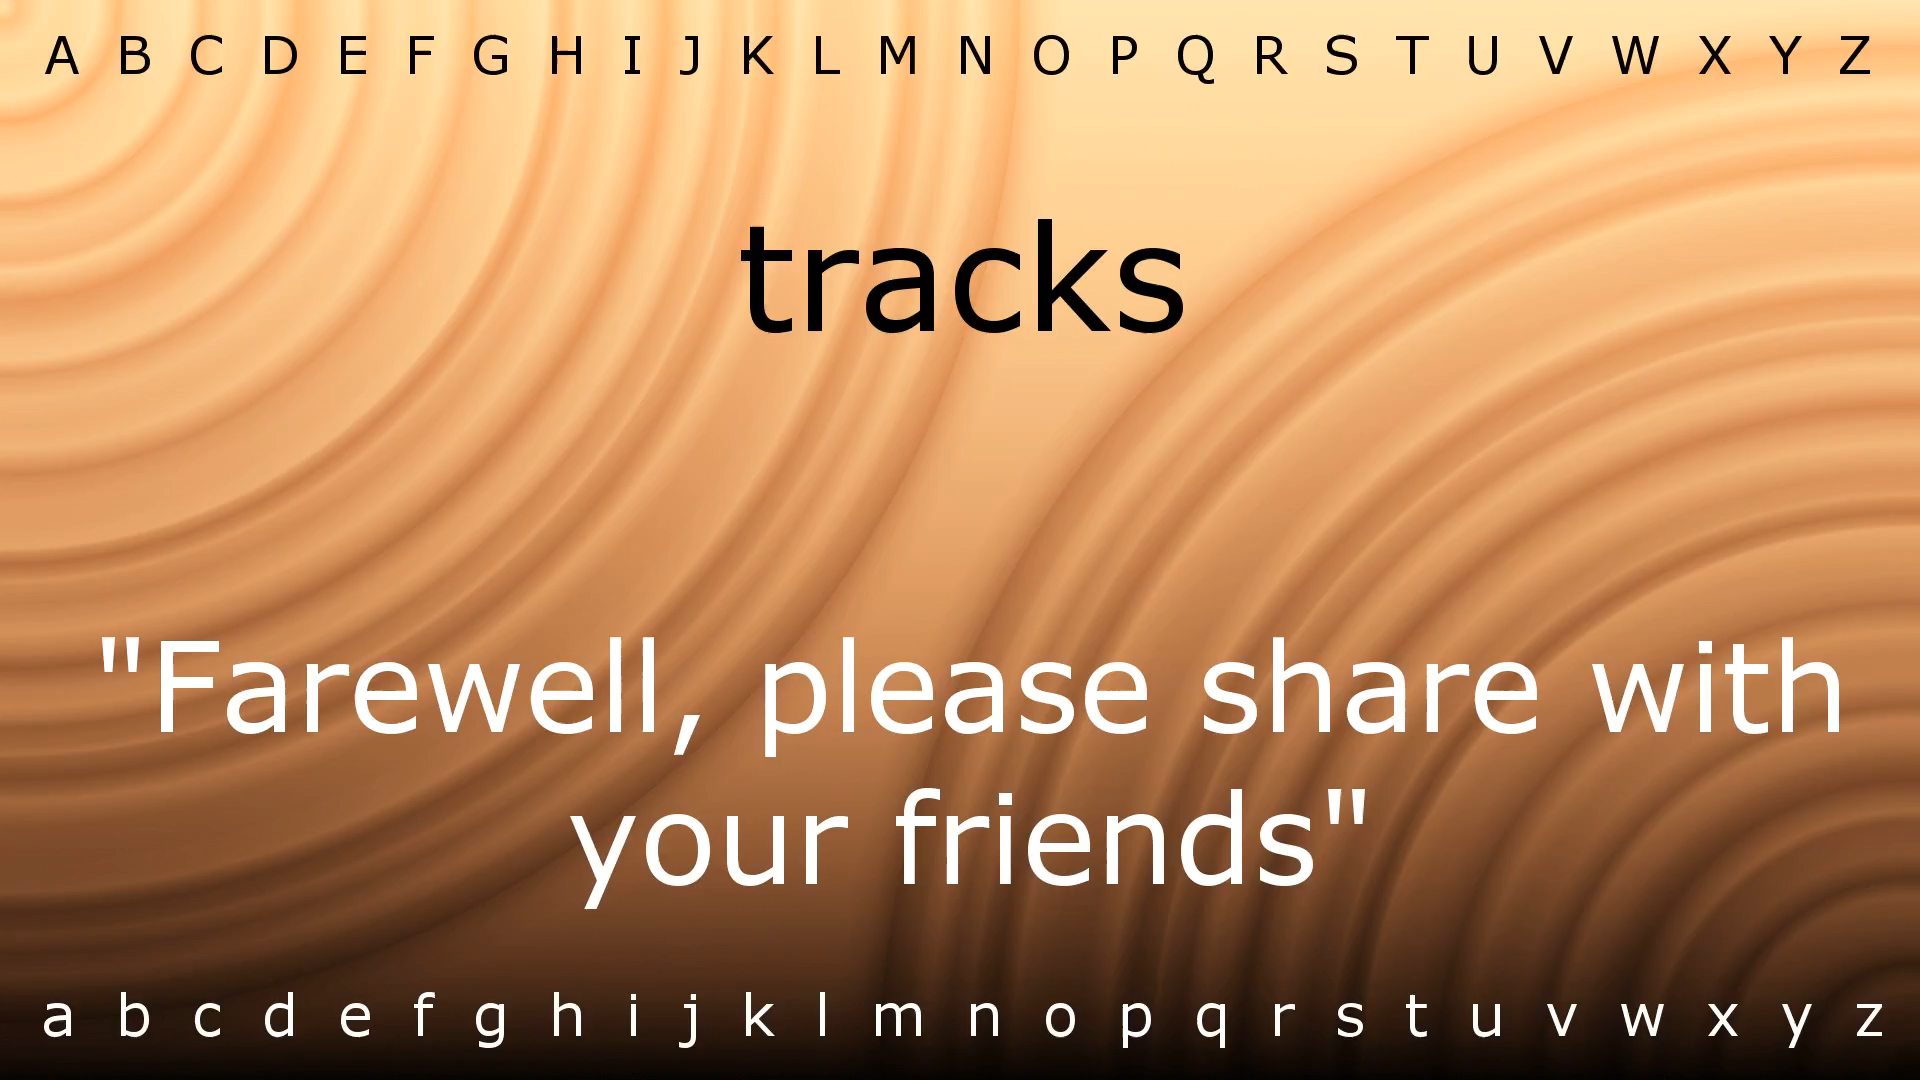 A B C D E F G H I J K L M N O P Q R S T U V W X Y Z
tracks
"Farewell, please share with
your friends"
a b c d e f g h i j k l m n o p q r s t u v w x y z